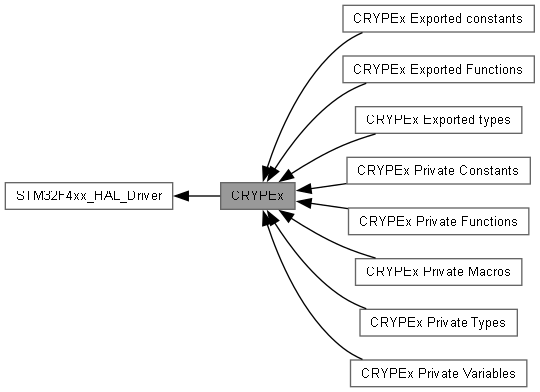 CRYPEx Exported constants
CRYPEx Exported Functions
CRYPEx Exported types
CRYPEx Private Constants
STM32F4xx_HAL_Driver
CRYPEx
CRYPEx Private Functions
CRYPEx Private Macros
CRYPEx Private Types
CRYPEx Private Variables